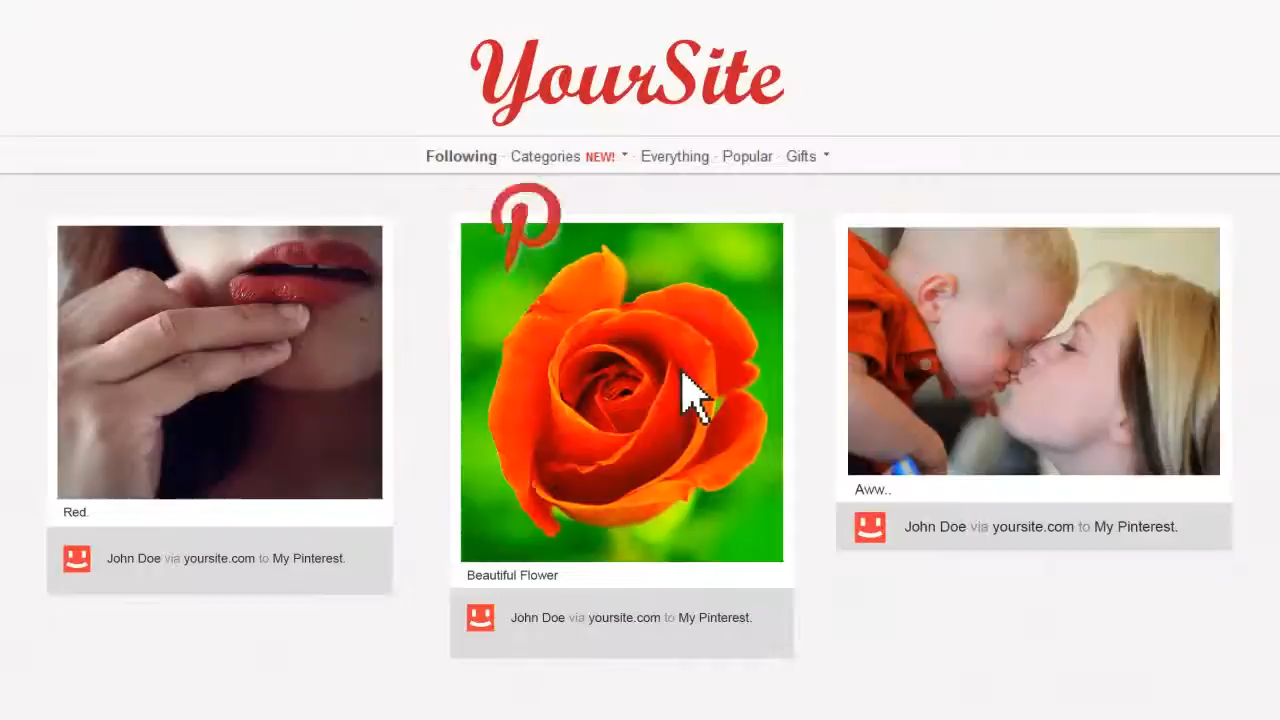 YourSite
Following · Categories NEW! · Everything · Popular · Gifts
Red.
John Doe via yoursite.com to My Pinterest.
Beautiful Flower
John Doe via yoursite.com to My Pinterest.
Aww..
John Doe via yoursite.com to My Pinterest.